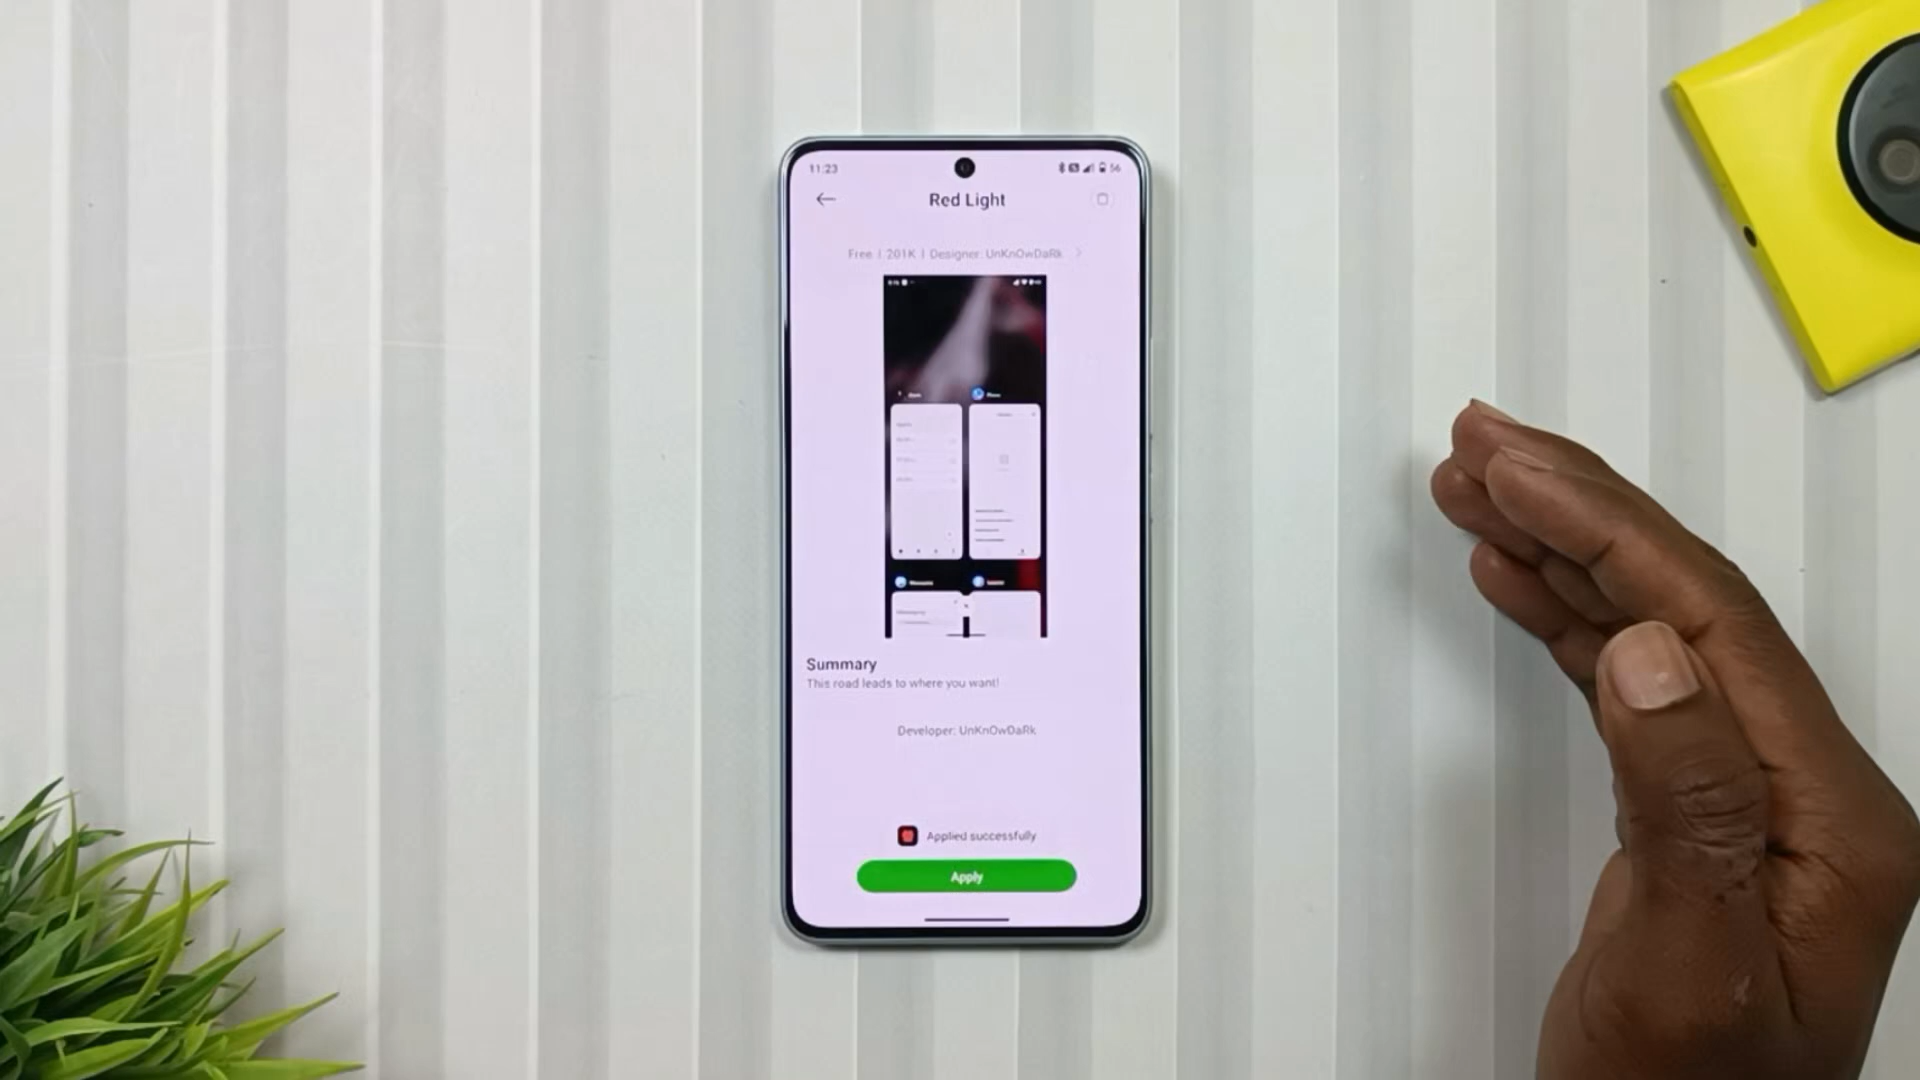 11:23
56
Red Light
Free | 201K | Designer: UnKnOwDaRk
Summary
This road leads to where you want!
Developer: UnKnOwDaRk
Applied successfully
Apply